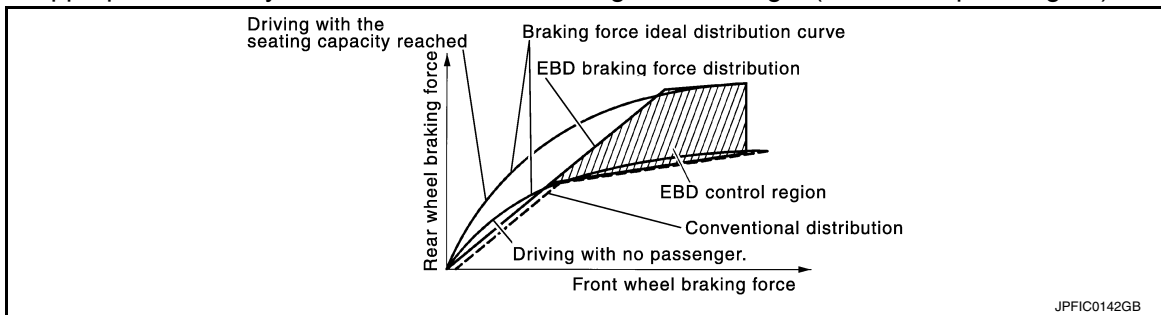 Driving with the
seating capacity reached
Braking force ideal distribution curve
EBD braking force distribution
Rear wheel braking force
EBD control region
Conventional distribution
Driving with no passenger.
Front wheel braking force
JPFIC0142GB